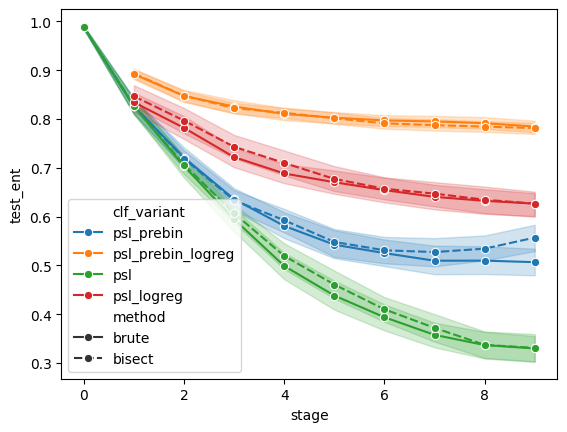 1.0
0.9
0.8
0.7
0.6
0.5
0.4
0.3
test_ent
clf_variant
psl_prebin
psl_prebin_logreg
psl
psl_logreg
method
brute
bisect
0 2 4 6 8
stage